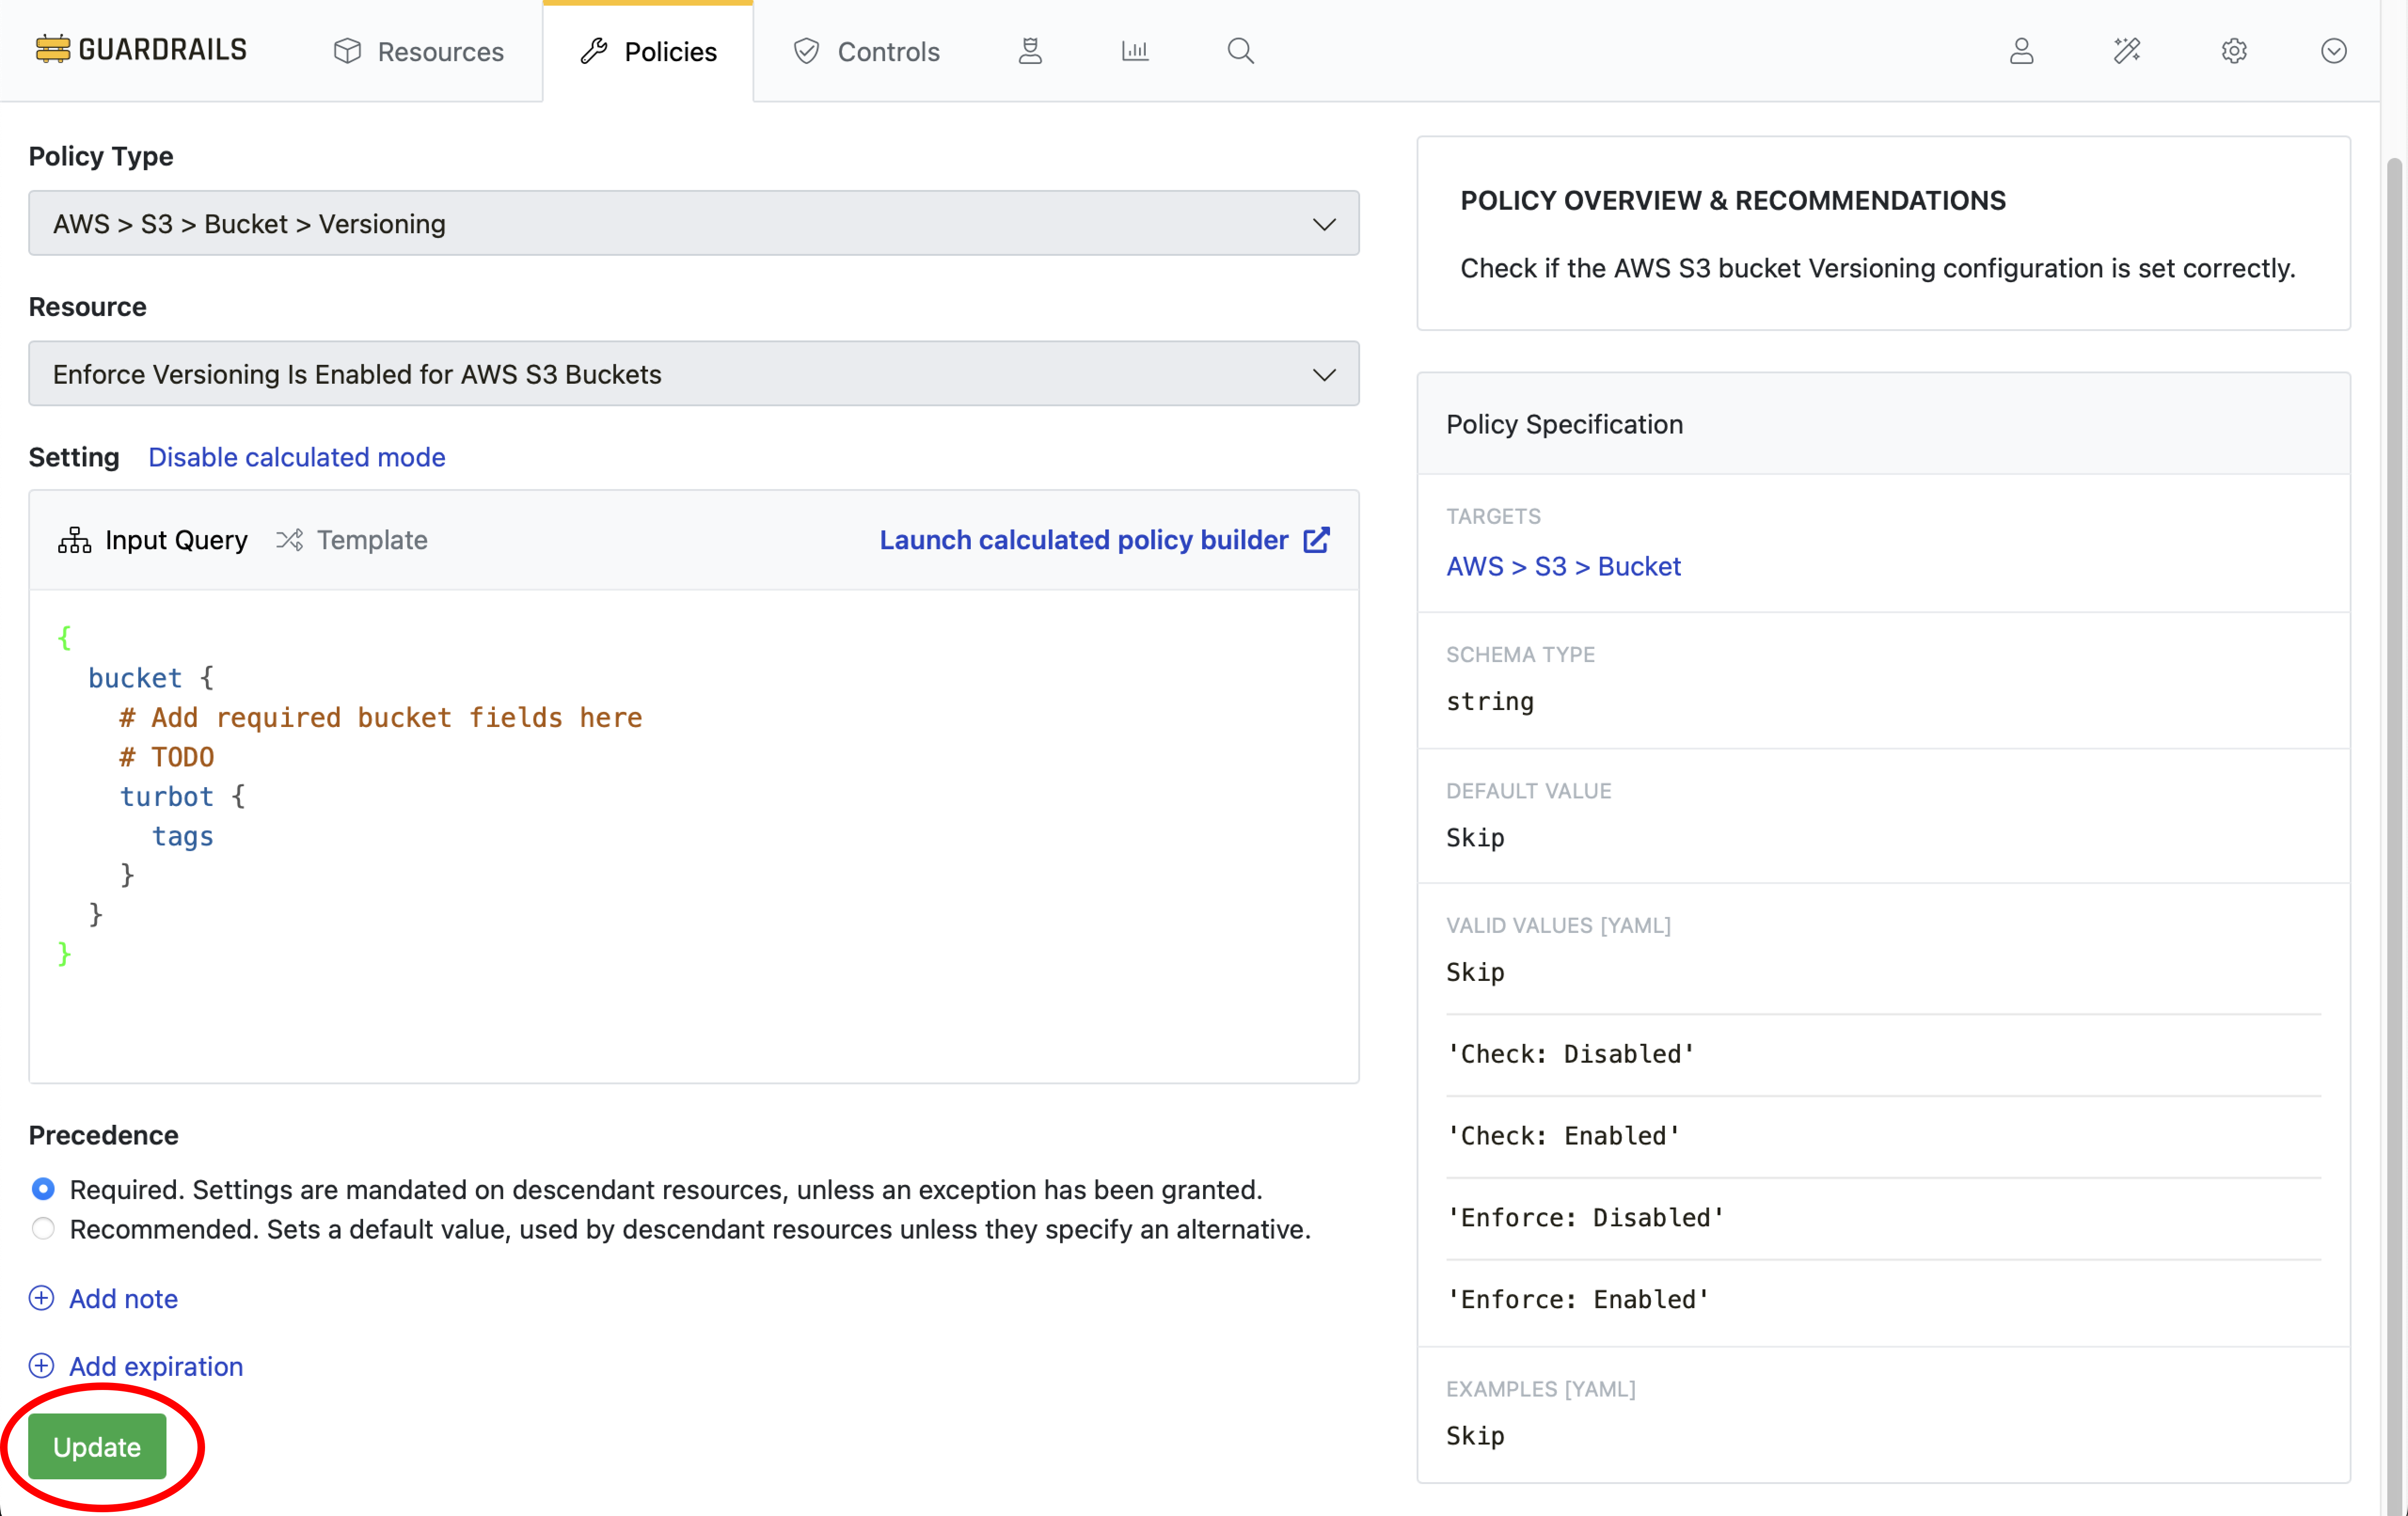 GUARDRAILS
Resources
Policies
Controls
Policy Type
AWS > S3 > Bucket > Versioning
Resource
Enforce Versioning Is Enabled for AWS S3 Buckets
Setting Disable calculated mode
Input Query Template Launch calculated policy builder
{
bucket {
# Add required bucket fields here
# TODO
turbot {
tags
}
}
}
Precedence
Required. Settings are mandated on descendant resources, unless an exception has been granted.
Recommended. Sets a default value, used by descendant resources unless they specify an alternative.
Add note
Add expiration
Update
POLICY OVERVIEW & RECOMMENDATIONS
Check if the AWS S3 bucket Versioning configuration is set correctly.
Policy Specification
TARGETS
AWS > S3 > Bucket
SCHEMA TYPE
string
DEFAULT VALUE
Skip
VALID VALUES [YAML]
Skip
'Check: Disabled'
'Check: Enabled'
'Enforce: Disabled'
'Enforce: Enabled'
EXAMPLES [YAML]
Skip